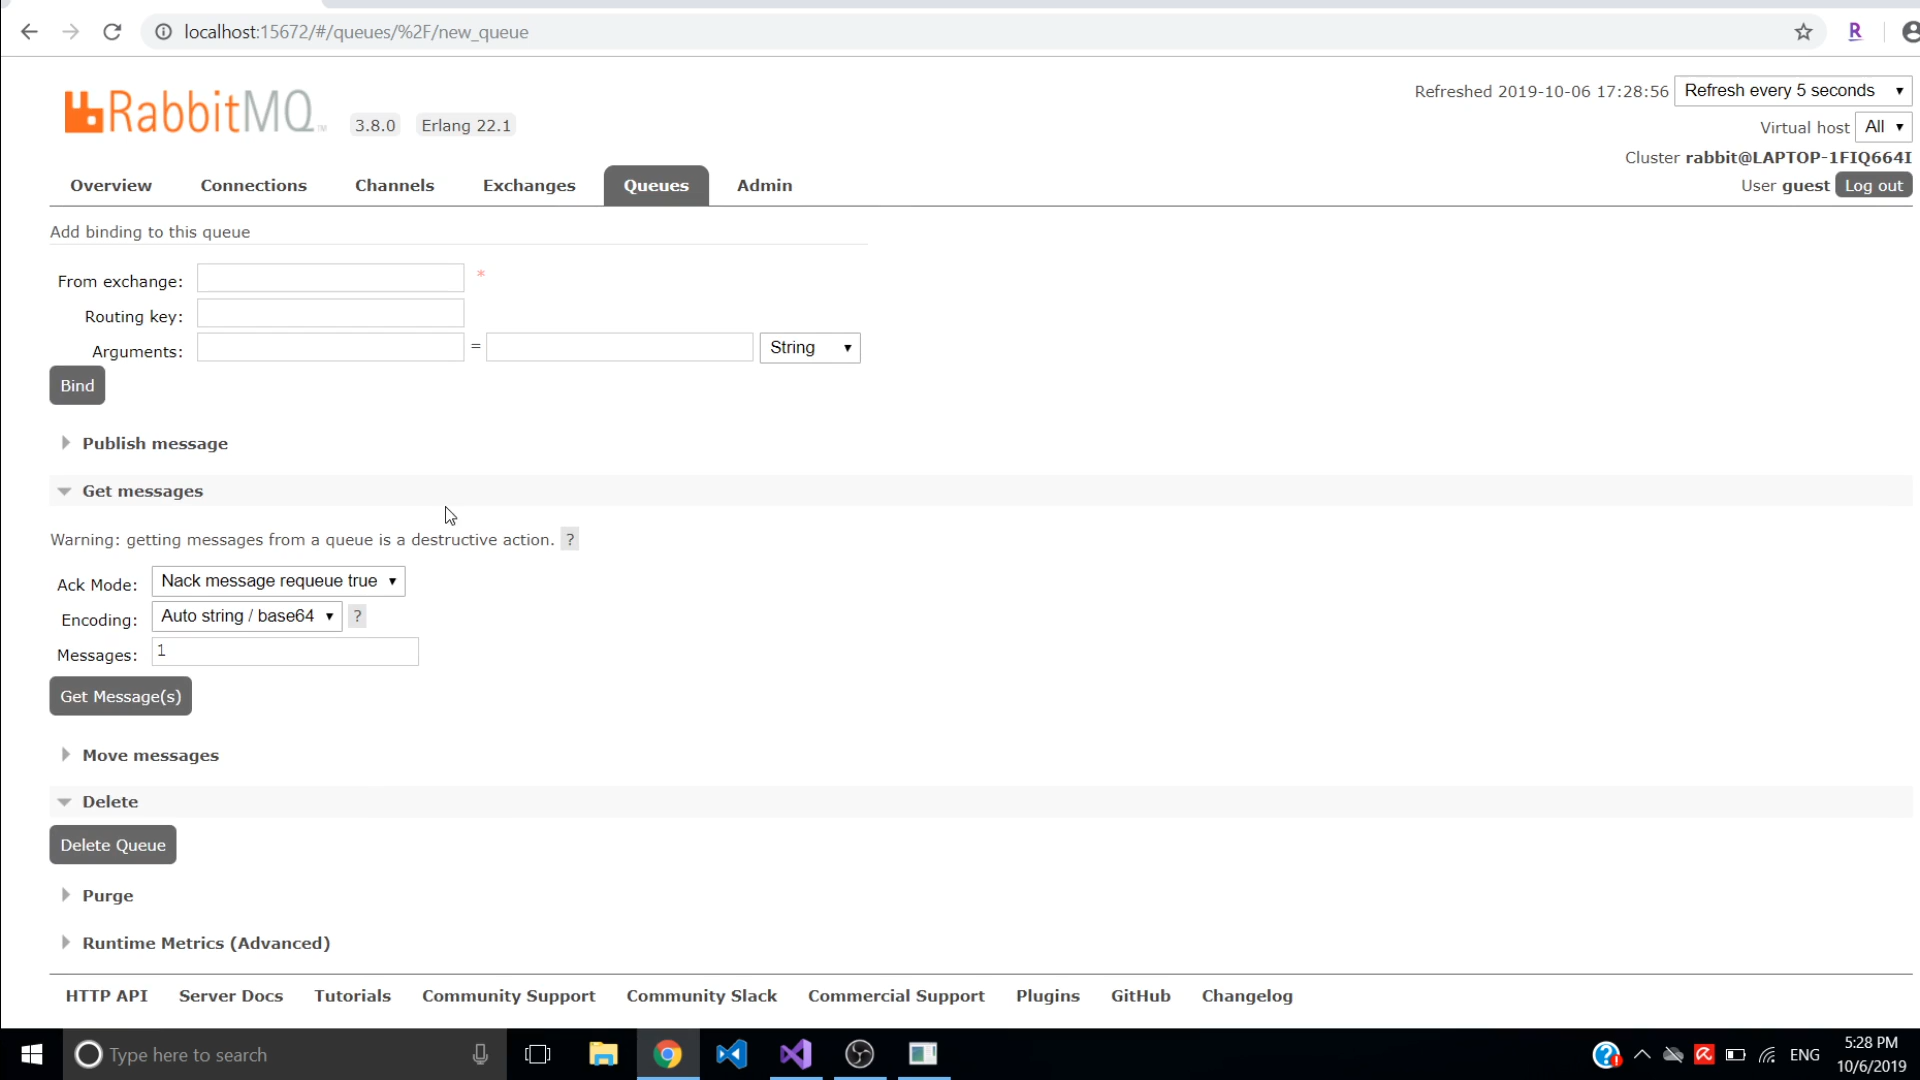 localhost:15672/#/queues/%2F/new_queue
R
RabbitMQ™ 3.8.0 Erlang 22.1
Refreshed 2019-10-06 17:28:56 Refresh every 5 seconds
Virtual host All
Cluster rabbit@LAPTOP-1FIQ664I
User guest Log out
Overview Connections Channels Exchanges Queues Admin
Add binding to this queue
From exchange: *
Routing key:
Arguments: = String
Bind
Publish message
Get messages
Warning: getting messages from a queue is a destructive action. ?
Ack Mode: Nack message requeue true
Encoding: Auto string / base64 ?
Messages: 1
Get Message(s)
Move messages
Delete
Delete Queue
Purge
Runtime Metrics (Advanced)
HTTP API Server Docs Tutorials Community Support Community Slack Commercial Support Plugins GitHub Changelog
Type here to search
ENG
5:28 PM
10/6/2019